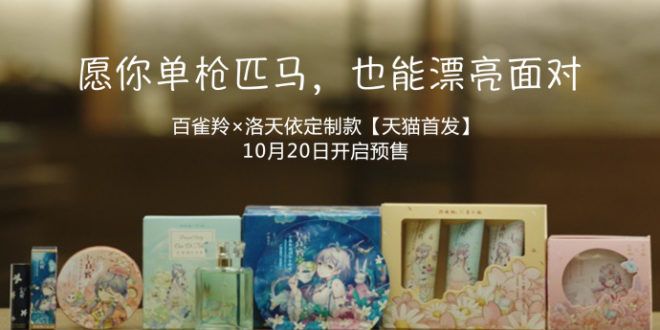 愿你单枪匹马，也能漂亮面对
百雀羚×洛天依定制款【天猫首发】
10月20日开启预售